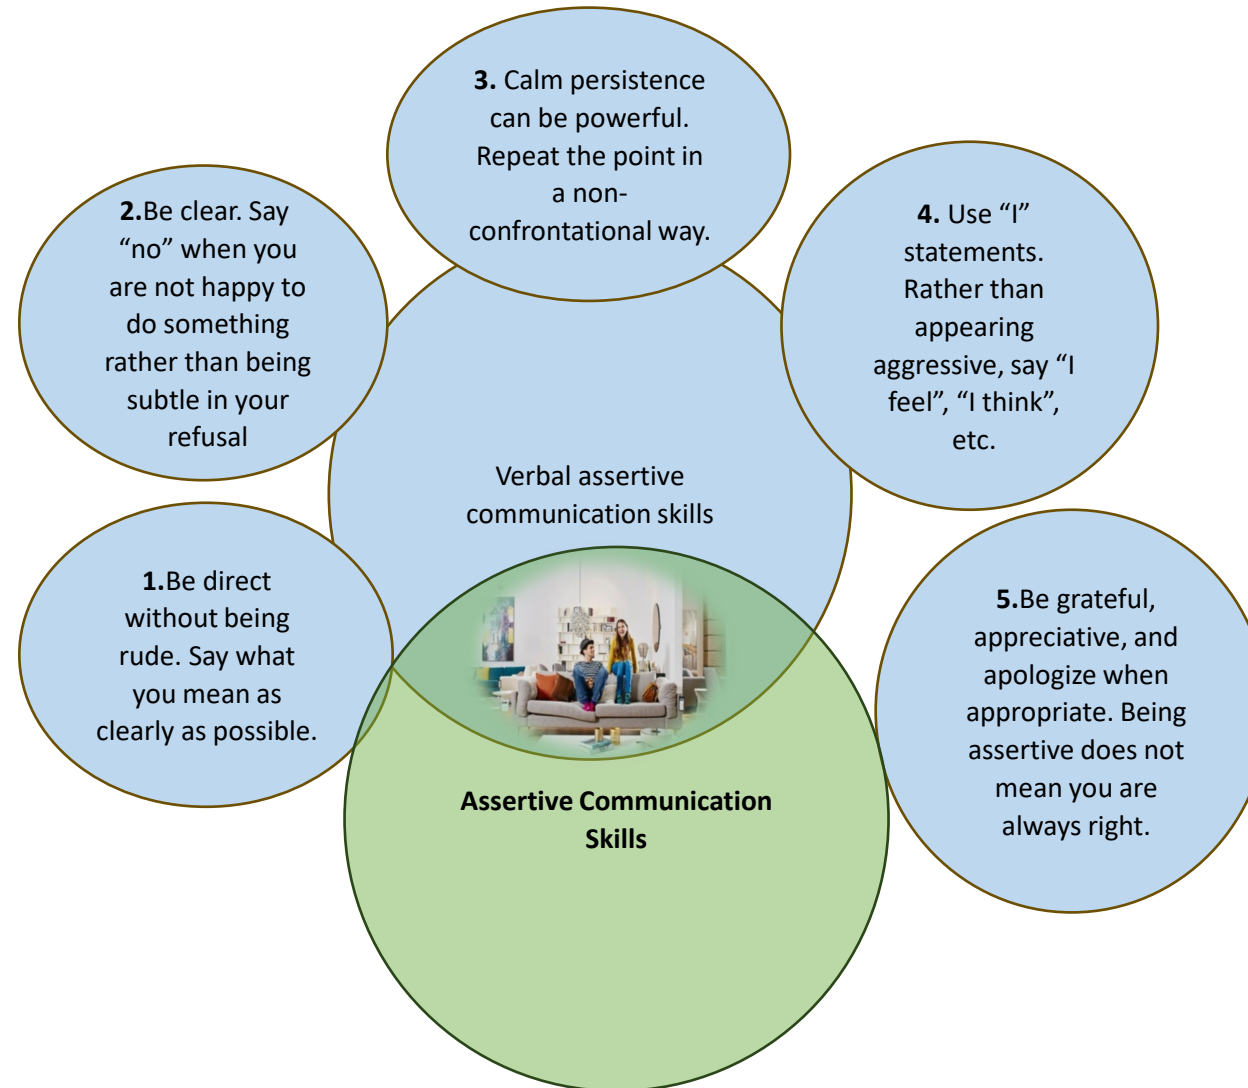 3. Calm persistence
can be powerful.
Repeat the point in
a non-
confrontational way.
2.Be clear. Say
“no” when you
are not happy to
do something
rather than being
subtle in your
refusal
4. Use “I”
statements.
Rather than
appearing
aggressive, say “I
feel”, “I think”,
etc.
Verbal assertive
communication skills
1.Be direct
without being
rude. Say what
you mean as
clearly as possible.
5.Be grateful,
appreciative, and
apologize when
appropriate. Being
assertive does not
mean you are
always right.
Assertive Communication
Skills